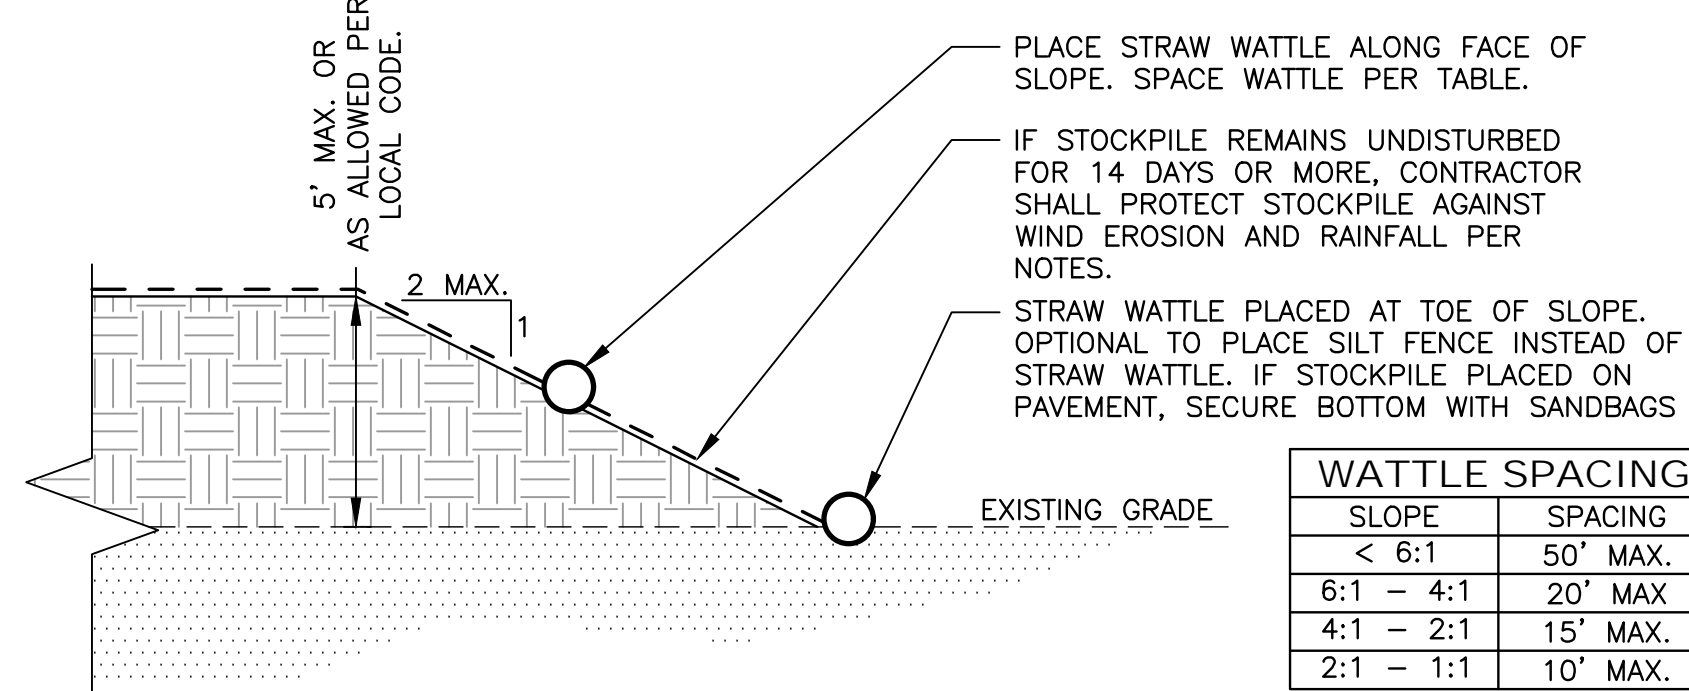 5' MAX. OR
AS ALLOWED PER
LOCAL CODE.
2 MAX.
1
PLACE STRAW WATTLE ALONG FACE OF
SLOPE. SPACE WATTLE PER TABLE.
IF STOCKPILE REMAINS UNDISTURBED
FOR 14 DAYS OR MORE, CONTRACTOR
SHALL PROTECT STOCKPILE AGAINST
WIND EROSION AND RAINFALL PER
NOTES.
STRAW WATTLE PLACED AT TOE OF SLOPE.
OPTIONAL TO PLACE SILT FENCE INSTEAD OF
STRAW WATTLE. IF STOCKPILE PLACED ON
PAVEMENT, SECURE BOTTOM WITH SANDBAGS
EXISTING GRADE
WATTLE SPACING
SLOPE SPACING
< 6:1 50' MAX.
6:1 – 4:1 20' MAX
4:1 – 2:1 15' MAX.
2:1 – 1:1 10' MAX.